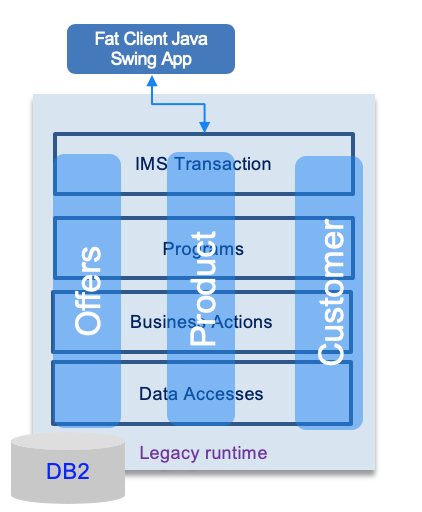 Fat Client Java
Swing App
IMS Transaction
Programs
Business Actions
Data Accesses
Offers
Product
Customer
Legacy runtime
DB2